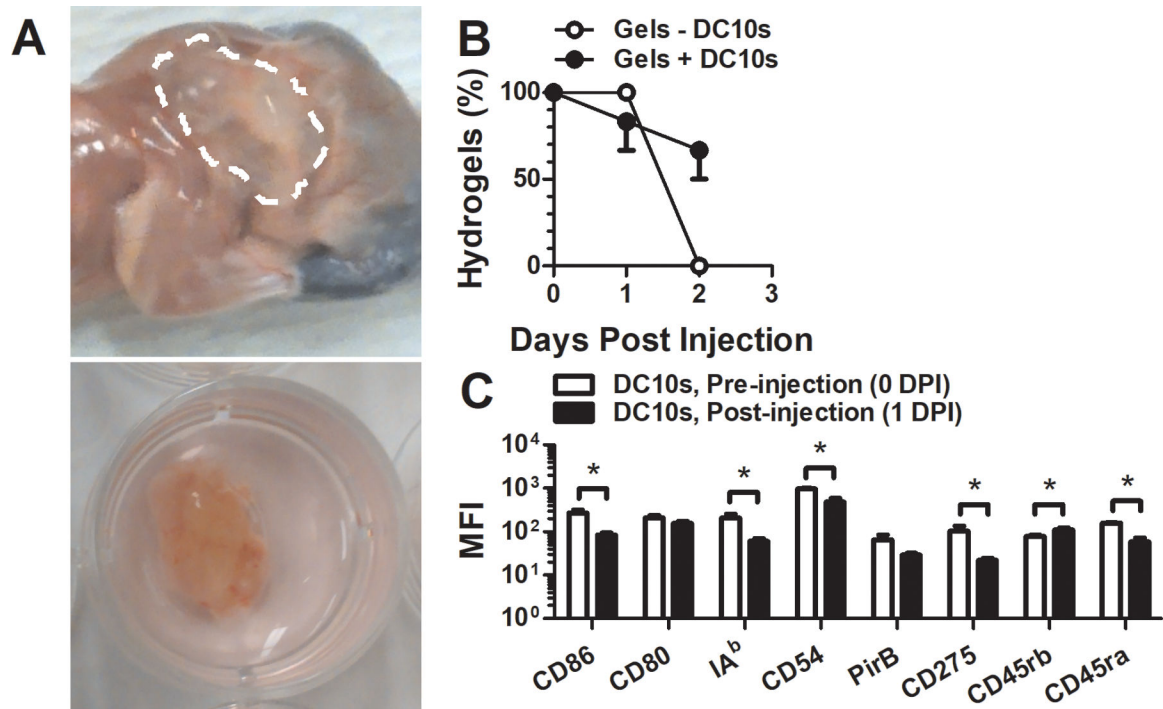 A
B
Gels - DC10s
Gels + DC10s
Hydrogels (%)
100
50
0
0 1 2 3
Days Post Injection
C
DC10s, Pre-injection (0 DPI)
DC10s, Post-injection (1 DPI)
MFI
10⁴
10³
10²
10¹
10⁰
* * * * * *
CD86 CD80 IAᵇ CD54 PirB CD275 CD45rb CD45ra